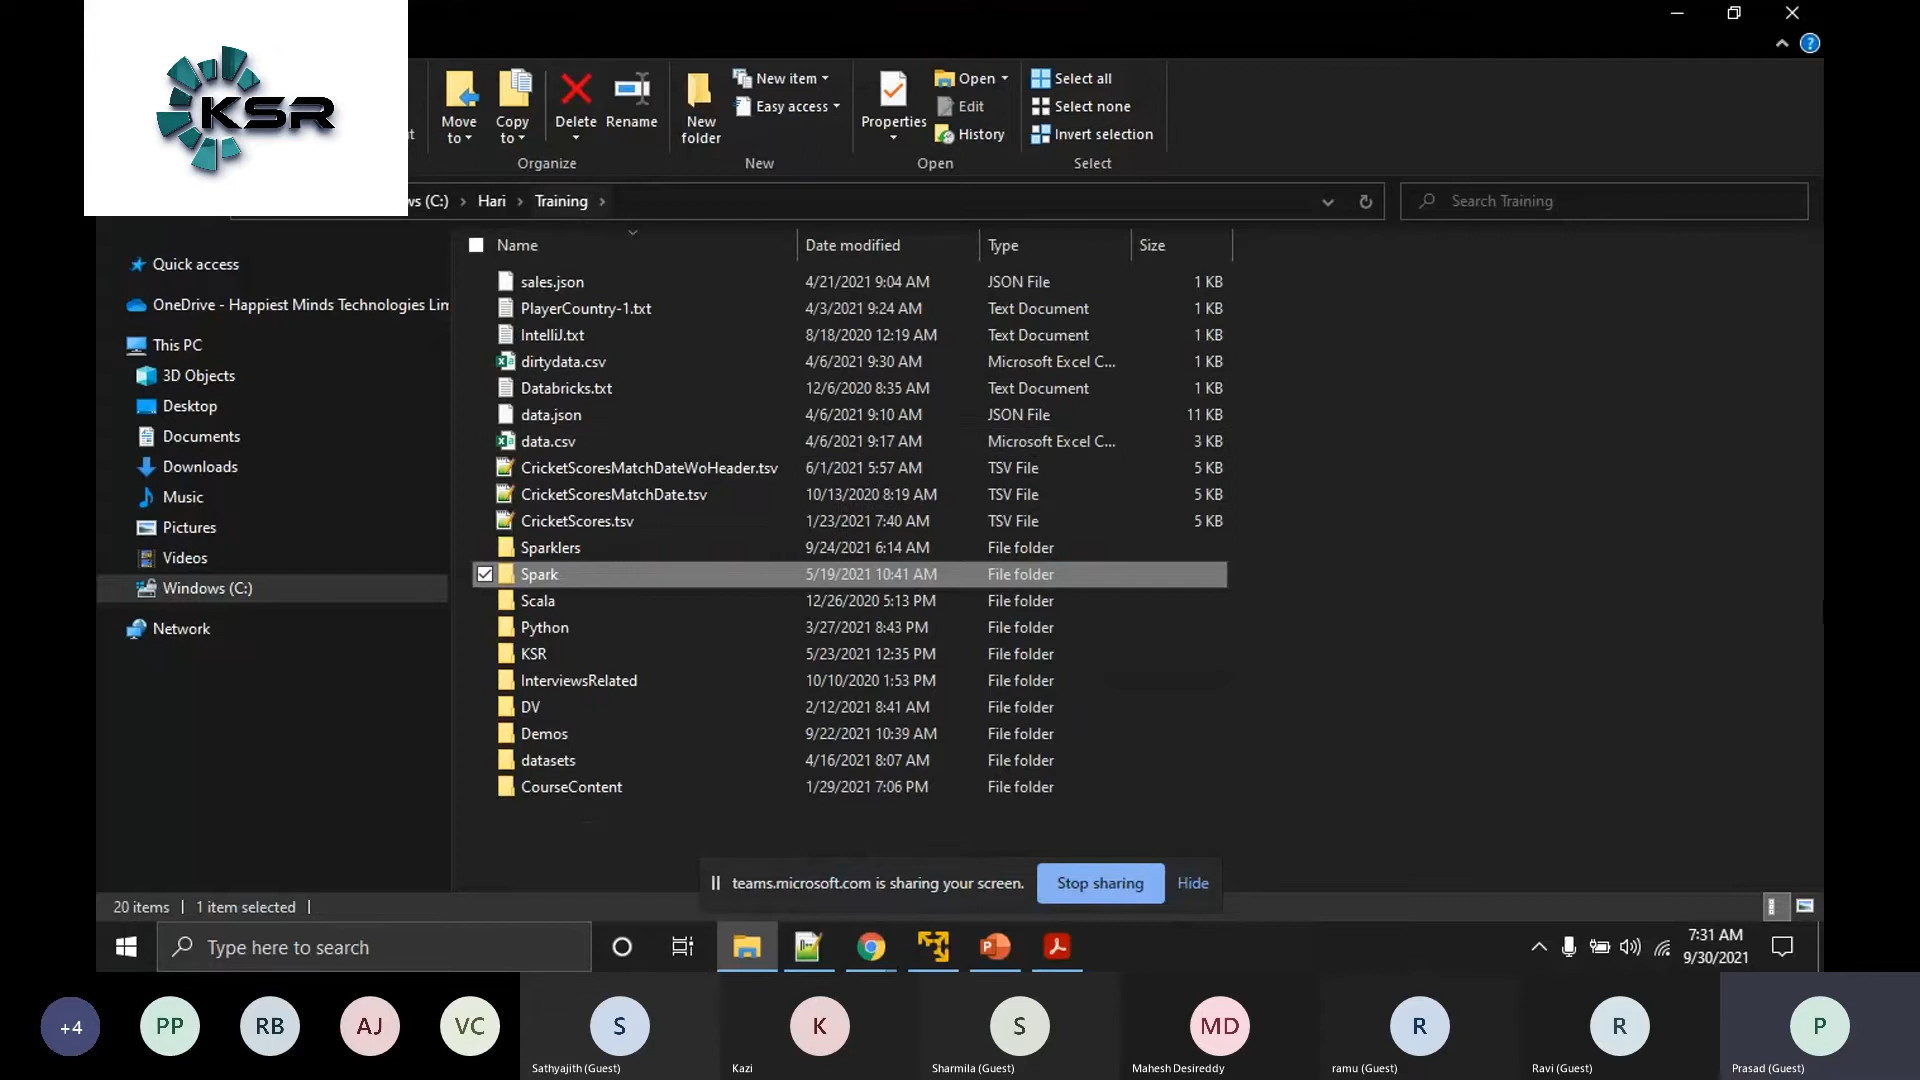 KSR
Move to
Copy to
Delete
Rename
New folder
New item
Easy access
Properties
Open
Edit
History
Select all
Select none
Invert selection
Organize
New
Open
Select
ws (C:) > Hari > Training >
Search Training
Name Date modified Type Size
Quick access
OneDrive - Happiest Minds Technologies Lim
This PC
3D Objects
Desktop
Documents
Downloads
Music
Pictures
Videos
Windows (C:)
Network
sales.json 4/21/2021 9:04 AM JSON File 1 KB
PlayerCountry-1.txt 4/3/2021 9:24 AM Text Document 1 KB
IntelliJ.txt 8/18/2020 12:19 AM Text Document 1 KB
dirtydata.csv 4/6/2021 9:30 AM Microsoft Excel C... 1 KB
Databricks.txt 12/6/2020 8:35 AM Text Document 1 KB
data.json 4/6/2021 9:10 AM JSON File 11 KB
data.csv 4/6/2021 9:17 AM Microsoft Excel C... 3 KB
CricketScoresMatchDateWoHeader.tsv 6/1/2021 5:57 AM TSV File 5 KB
CricketScoresMatchDate.tsv 10/13/2020 8:19 AM TSV File 5 KB
CricketScores.tsv 1/23/2021 7:40 AM TSV File 5 KB
Sparklers 9/24/2021 6:14 AM File folder
Spark 5/19/2021 10:41 AM File folder
Scala 12/26/2020 5:13 PM File folder
Python 3/27/2021 8:43 PM File folder
KSR 5/23/2021 12:35 PM File folder
InterviewsRelated 10/10/2020 1:53 PM File folder
DV 2/12/2021 8:41 AM File folder
Demos 9/22/2021 10:39 AM File folder
datasets 4/16/2021 8:07 AM File folder
CourseContent 1/29/2021 7:06 PM File folder
teams.microsoft.com is sharing your screen. Stop sharing Hide
20 items | 1 item selected |
Type here to search
7:31 AM
9/30/2021
+4 PP RB AJ VC S K S MD R R P
Sathyajith (Guest) Kazi Sharmila (Guest) Mahesh Desireddy ramu (Guest) Ravi (Guest) Prasad (Guest)